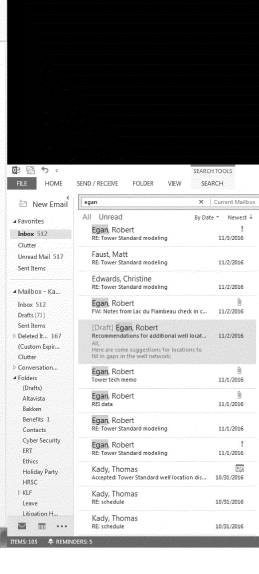 SEARCH TOOLS
FILE HOME SEND / RECEIVE FOLDER VIEW SEARCH
New Email
egan × Current Mailbox
All Unread By Date Newest ↓
Favorites
Inbox 512
Clutter
Unread Mail 517
Sent Items
Mailbox - Ka...
Inbox 512
Drafts [71]
Sent Items
Deleted It... 167
(Custom Expir...
Clutter
Conversation...
Folders
(Drafts)
Altavista
Bakken
Benefits 1
Contacts
Cyber Security
ERT
Ethics
Holiday Party
HRSC
KLF
Leave
Litigation H...
Egan, Robert !
RE: Tower Standard modeling 11/3/2016
Faust, Matt
RE: Tower Standard modeling 11/2/2016
Edwards, Christine
RE: Tower Standard modeling 11/2/2016
Egan, Robert
FW: Notes from Lac du Flambeau check in c... 11/2/2016
[Draft] Egan, Robert
Recommendations for additional well locat... 11/2/2016
All,
Here are some suggestions for locations to
fill in gaps in the well network:
Egan, Robert
Tower tech memo 11/1/2016
Egan, Robert
REI data 11/1/2016
Egan, Robert
RE: Tower Standard modeling 11/1/2016
Egan, Robert !
RE: Tower Standard modeling 11/1/2016
Kady, Thomas
Accepted: Tower Standard well location dis... 10/31/2016
Kady, Thomas
RE: schedule 10/31/2016
Kady, Thomas
RE: schedule 10/31/2016
ITEMS: 105 REMINDERS: 5